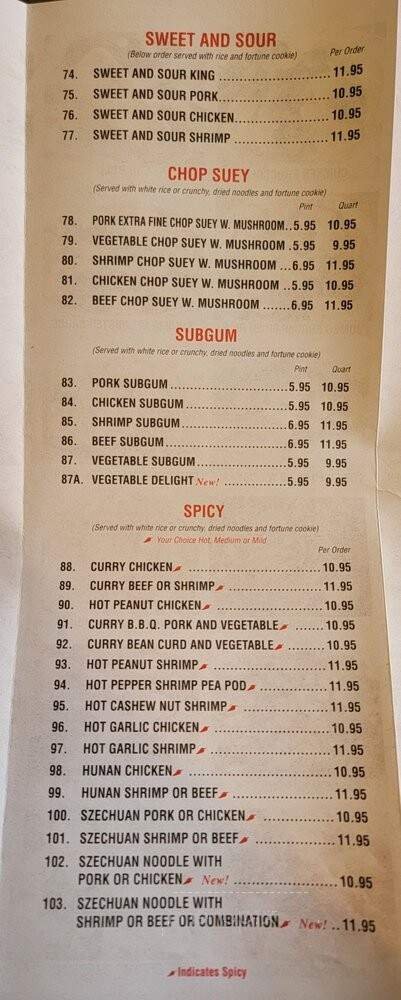 SWEET AND SOUR
(Below order served with rice and fortune cookie) Per Order
74. SWEET AND SOUR KING ........................ 11.95
75. SWEET AND SOUR PORK........................ 10.95
76. SWEET AND SOUR CHICKEN.................... 10.95
77. SWEET AND SOUR SHRIMP .................... 11.95
CHOP SUEY
(Served with white rice or crunchy, dried noodles and fortune cookie)
Pint Quart
78. PORK EXTRA FINE CHOP SUEY W. MUSHROOM..5.95 10.95
79. VEGETABLE CHOP SUEY W. MUSHROOM .5.95 9.95
80. SHRIMP CHOP SUEY W. MUSHROOM ...6.95 11.95
81. CHICKEN CHOP SUEY W. MUSHROOM ..5.95 10.95
82. BEEF CHOP SUEY W. MUSHROOM .......6.95 11.95
SUBGUM
(Served with white rice or crunchy, dried noodles and fortune cookie)
Pint Quart
83. PORK SUBGUM..............................5.95 10.95
84. CHICKEN SUBGUM..........................5.95 10.95
85. SHRIMP SUBGUM...........................6.95 11.95
86. BEEF SUBGUM..............................6.95 11.95
87. VEGETABLE SUBGUM.......................5.95 9.95
87A. VEGETABLE DELIGHT New! ................5.95 9.95
SPICY
(Served with white rice or crunchy, dried noodles and fortune cookie)
Your Choice Hot, Medium or Mild
Per Order
88. CURRY CHICKEN ................................10.95
89. CURRY BEEF OR SHRIMP ......................11.95
90. HOT PEANUT CHICKEN .........................10.95
91. CURRY B.B.Q. PORK AND VEGETABLE .......10.95
92. CURRY BEAN CURD AND VEGETABLE ........10.95
93. HOT PEANUT SHRIMP ..........................11.95
94. HOT PEPPER SHRIMP PEA POD ...............11.95
95. HOT CASHEW NUT SHRIMP ...................11.95
96. HOT GARLIC CHICKEN .........................10.95
97. HOT GARLIC SHRIMP ..........................11.95
98. HUNAN CHICKEN ...............................10.95
99. HUNAN SHRIMP OR BEEF .....................11.95
100. SZECHUAN PORK OR CHICKEN ...............10.95
101. SZECHUAN SHRIMP OR BEEF ................11.95
102. SZECHUAN NOODLE WITH
PORK OR CHICKEN New! .....................10.95
103. SZECHUAN NOODLE WITH
SHRIMP OR BEEF OR COMBINATION New! ..11.95
Indicates Spicy